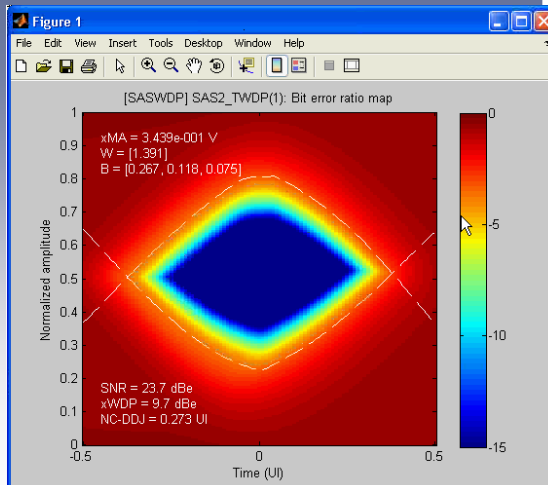 Figure 1
File Edit View Insert Tools Desktop Window Help
[SASWDP] SAS2_TWDP(1): Bit error ratio map
xMA = 3.439e-001 V
W = [1.391]
B = [0.267, 0.118, 0.075]
SNR = 23.7 dBe
xWDP = 9.7 dBe
NC-DDJ = 0.273 UI
Normalized amplitude
1
0.9
0.8
0.7
0.6
0.5
0.4
0.3
0.2
0.1
0
-0.5 0 0.5
Time (UI)
0
-5
-10
-15